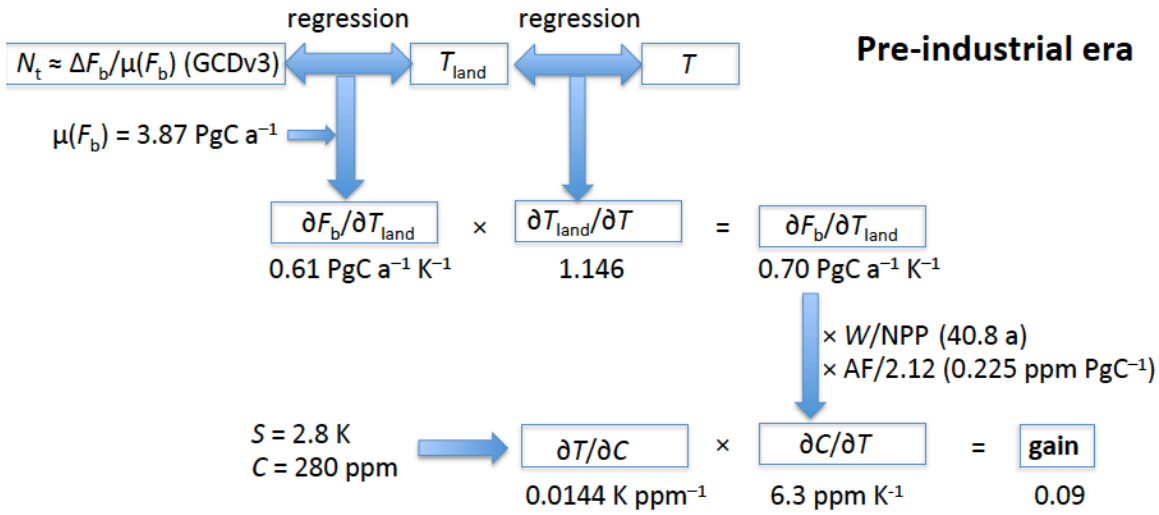 regression regression
Nt ≈ ΔFb/μ(Fb) (GCDv3) Tland T Pre-industrial era
μ(Fb) = 3.87 PgC a⁻¹
∂Fb/∂Tland × ∂Tland/∂T = ∂Fb/∂Tland
0.61 PgC a⁻¹ K⁻¹ 1.146 0.70 PgC a⁻¹ K⁻¹
× W/NPP (40.8 a)
× AF/2.12 (0.225 ppm PgC⁻¹)
S = 2.8 K
C = 280 ppm
∂T/∂C × ∂C/∂T = gain
0.0144 K ppm⁻¹ 6.3 ppm K⁻¹ 0.09